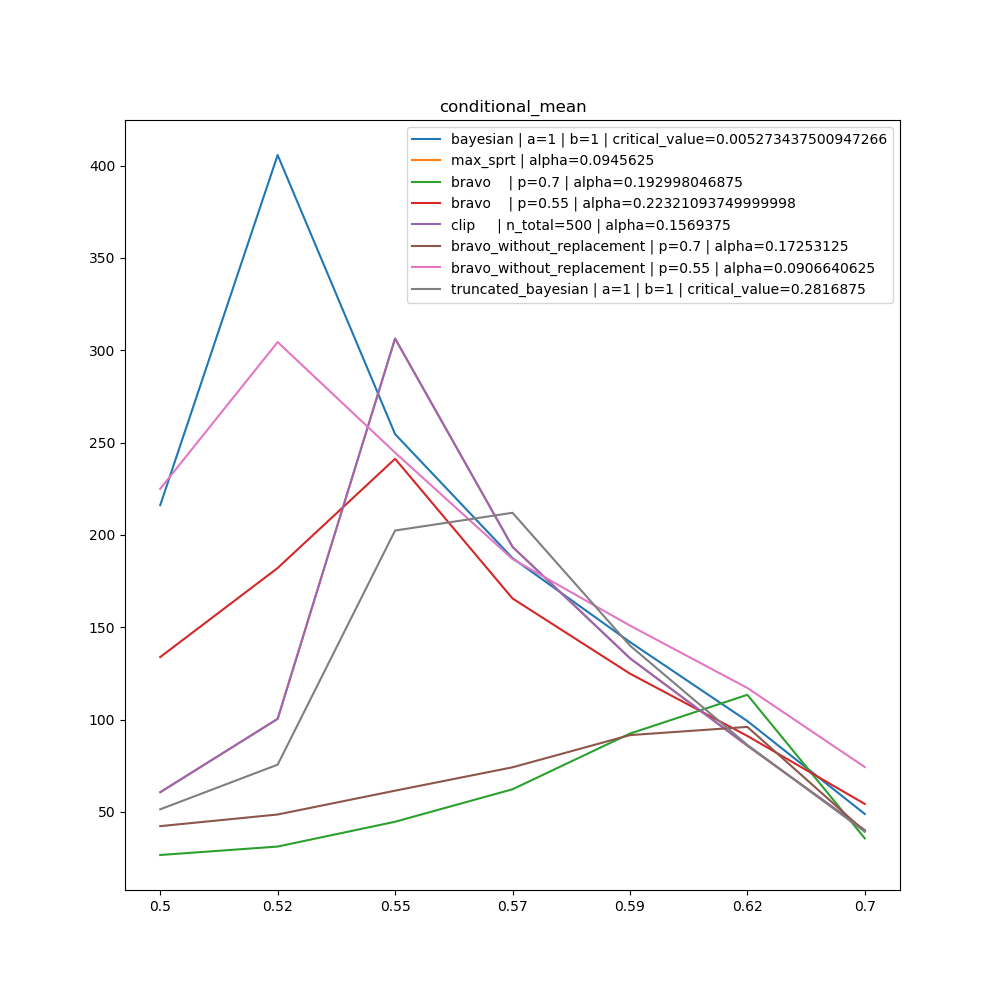 conditional_mean
bayesian | a=1 | b=1 | critical_value=0.005273437500947266
max_sprt | alpha=0.0945625
bravo    | p=0.7 | alpha=0.192998046875
bravo    | p=0.55 | alpha=0.22321093749999998
clip     | n_total=500 | alpha=0.1569375
bravo_without_replacement | p=0.7 | alpha=0.17253125
bravo_without_replacement | p=0.55 | alpha=0.0906640625
truncated_bayesian | a=1 | b=1 | critical_value=0.2816875
400
350
300
250
200
150
100
50
0.5 0.52 0.55 0.57 0.59 0.62 0.7